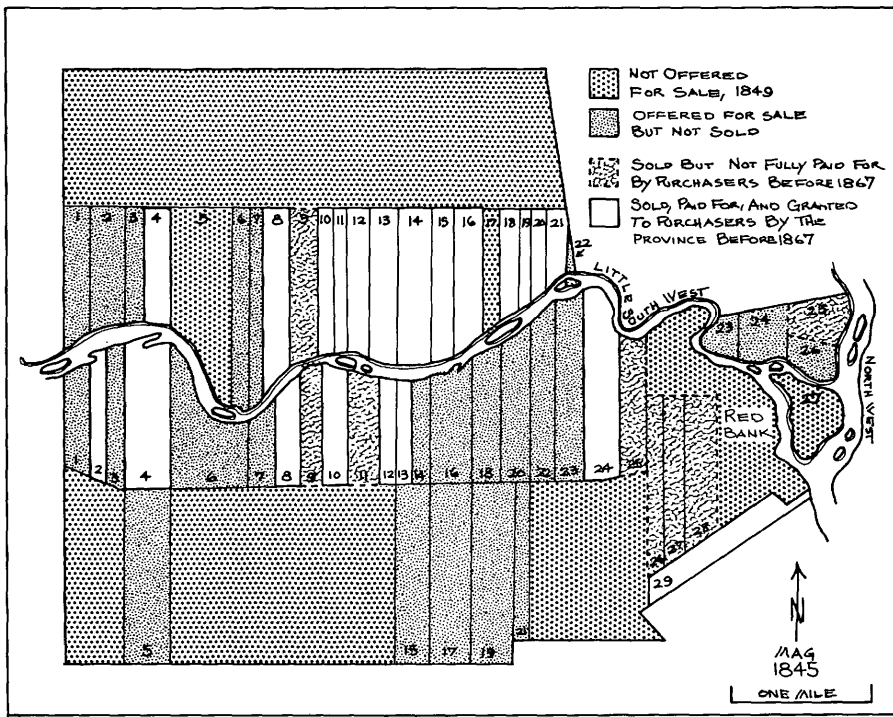 NOT OFFERED
FOR SALE, 1849
OFFERED FOR SALE
BUT NOT SOLD
SOLD BUT NOT FULLY PAID FOR
BY PURCHASERS BEFORE 1867
SOLD, PAID FOR, AND GRANTED
TO PURCHASERS BY THE
PROVINCE BEFORE 1867
1 2 3 4 5 6 7 8 9 10 11 12 13 14 15 16 17 18 19 20 21
22
LITTLE SOUTH WEST
23 24 25
26
27
NORTH WEST
RED
BANK
1 2 3 4 6 7 8 9 10 11 12 13 14 16 18 20 22 23 24 25
26 27 28
29
5 15 17 19 21
N
MAG
1845
ONE MILE